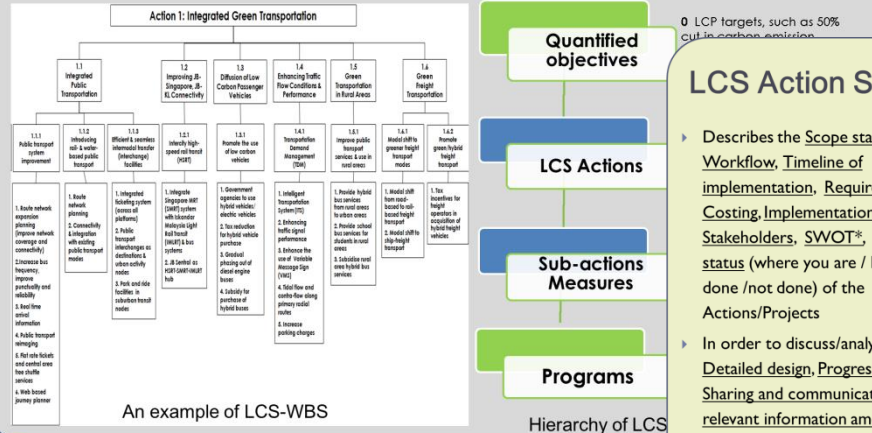 Action 1: Integrated Green Transportation
1.1
Integrated
Public
Transportation
1.2
Improving JB-
Singapore, JB-
KL Connectivity
1.3
Diffusion of Low
Carbon Passenger
Vehicles
1.4
Enhancing Traffic
Flow Conditions &
Performance
1.5
Green
Transportation
in Rural Areas
1.6
Green
Freight
Transportation
1.1.1
Public transport
system
improvement
1.1.2
Introducing
rail- & water-
based public
transport
1.1.3
Efficient & seamless
intermodal transfer
(interchange)
facilities
1.2.1
Intercity high-
speed rail transit
(HSRT)
1.3.1
Promote the use
of low carbon
vehicles
1.4.1
Transportation
Demand
Management
(TDM)
1.5.1
Improve public
transport
services & use in
rural areas
1.6.1
Modal shift to
greener freight
transport
modes
1.6.2
Promote
green hybrid
freight
transport
1. Route network
expansion
planning
(improve network
coverage and
connectivity)
2.Increase bus
frequency,
improve
punctuality and
reliability
3. Real time
arrival
information
4. Public transport
reimaging
5. Flat rate tickets
and central area
free shuttle
services
6. Web based
journey planner
1. Route
network
planning
2. Connectivity
& integration
with existing
public transport
modes
1. Integrated
ticketing system
(across all
platforms)
2. Public
transport
interchanges as
destinations &
urban activity
nodes
3. Park and ride
facilities in
suburban transit
nodes
1. Integrate
Singapore MRT
(SMRT) system
with Iskandar
Malaysia Light
Rail Transit
(IMLRT) & bus
systems
2. JB Sentral as
HSRT-SMRT-IMLRT
hub
1. Government
agencies to use
hybrid vehicles/
electric vehicles
2. Tax reduction
for hybrid vehicle
purchase
3. Gradual
phasing out of
diesel engine
buses
4. Subsidy for
purchase of
hybrid buses
1. Intelligent
Transportation
System (ITS)
2. Enhancing
traffic signal
performance
3. Enhance the
use of Variable
Message Sign
(VMS)
4. Tidal flow and
contra-flow along
primary radial
routes
5. Increase
parking charges
1. Provide hybrid
bus services
from rural areas
to urban areas
2. Provide school
bus services for
students in rural
areas
3. Subsidise rural
area hybrid bus
services
1. Modal shift
from road-
based to rail-
based freight
transport
2. Modal shift to
ship-freight
transport
1. Tax
incentives for
freight
operators in
acquisition of
hybrid freight
vehicles
An example of LCS-WBS
Quantified
objectives
LCS Actions
Sub-actions
Measures
Programs
Hierarchy of LCS
0 LCP targets, such as 50%
cut in carbon emission
LCS Action S
Describes the Scope sta
Workflow, Timeline of
implementation, Requir
Costing, Implementation
Stakeholders, SWOT*,
status (where you are /
done /not done) of the
Actions/Projects
In order to discuss/analy
Detailed design, Progres
Sharing and communicat
relevant information am